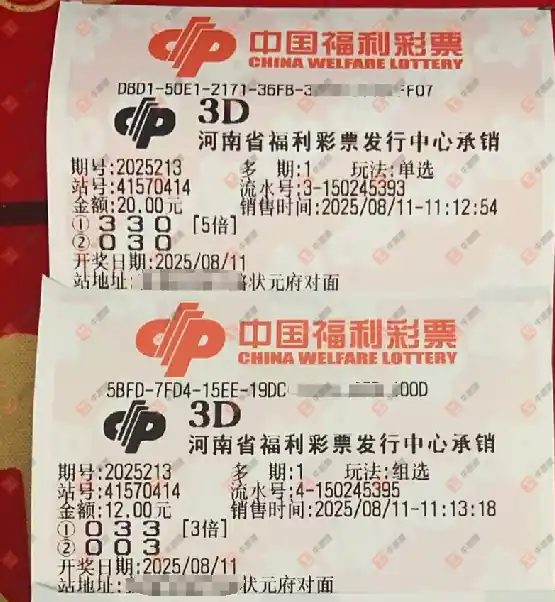 中国福利彩票
CHINA WELFARE LOTTERY
DBD1-50E1-2171-36FB-3 FF07
3D
河南省福利彩票发行中心承销
期号:2025213 多 期:1 玩法:单选
站号:41570414 流水号:3-150245393
金额:20.00元 销售时间:2025/08/11-11:12:54
① 3 3 0 [5倍]
② 0 3 0
开奖日期:2025/08/11
站地址: 状元府对面
中国福利彩票
CHINA WELFARE LOTTERY
5BFD-7FD4-15EE-19DC 00D
3D
河南省福利彩票发行中心承销
期号:2025213 多 期:1 玩法:组选
站号:41570414 流水号:4-150245395
金额:12.00元 销售时间:2025/08/11-11:13:18
① 0 3 3 [3倍]
② 0 0 3
开奖日期:2025/08/11
站地址: 状元府对面